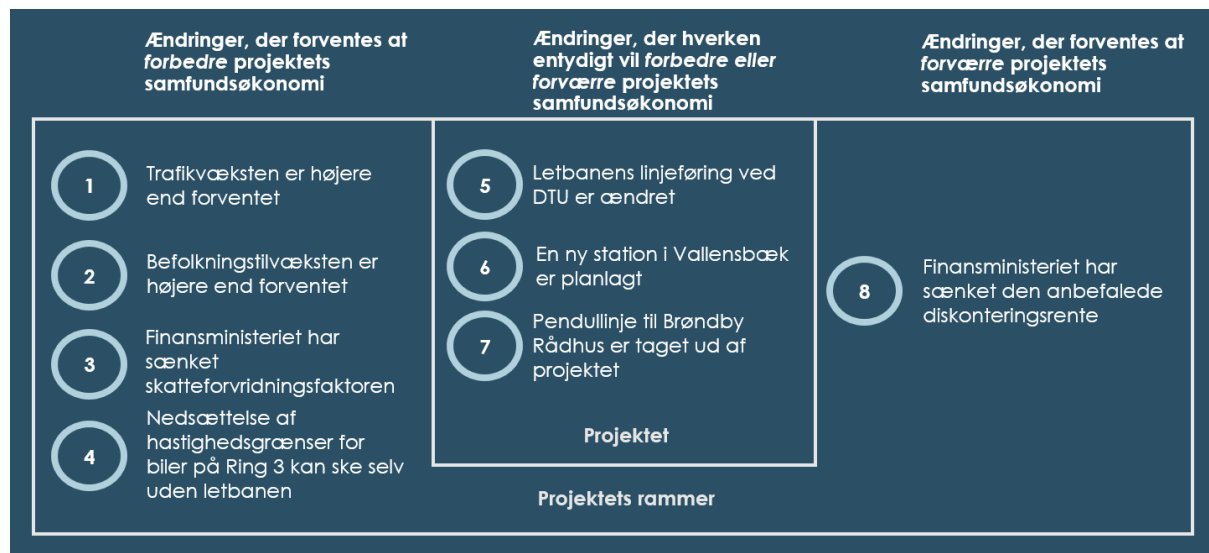 Ændringer, der forventes at
forbedre projektets
samfundsøkonomi
Ændringer, der hverken
entydigt vil forbedre eller
forværre projektets
samfundsøkonomi
Ændringer, der forventes at
forværre projektets
samfundsøkonomi
1
Trafikvæksten er højere
end forventet
2
Befolkningstilvæksten er
højere end forventet
3
Finansministeriet har
sænket
skatteforvridningsfaktoren
4
Nedsættelse af
hastighedsgrænser for
biler på Ring 3 kan ske selv
uden letbanen
5
Letbanens linjeføring ved
DTU er ændret
6
En ny station i Vallensbæk
er planlagt
7
Pendullinje til Brøndby
Rådhus er taget ud af
projektet
Projektet
8
Finansministeriet har
sænket den anbefalede
diskonteringsrente
Projektets rammer